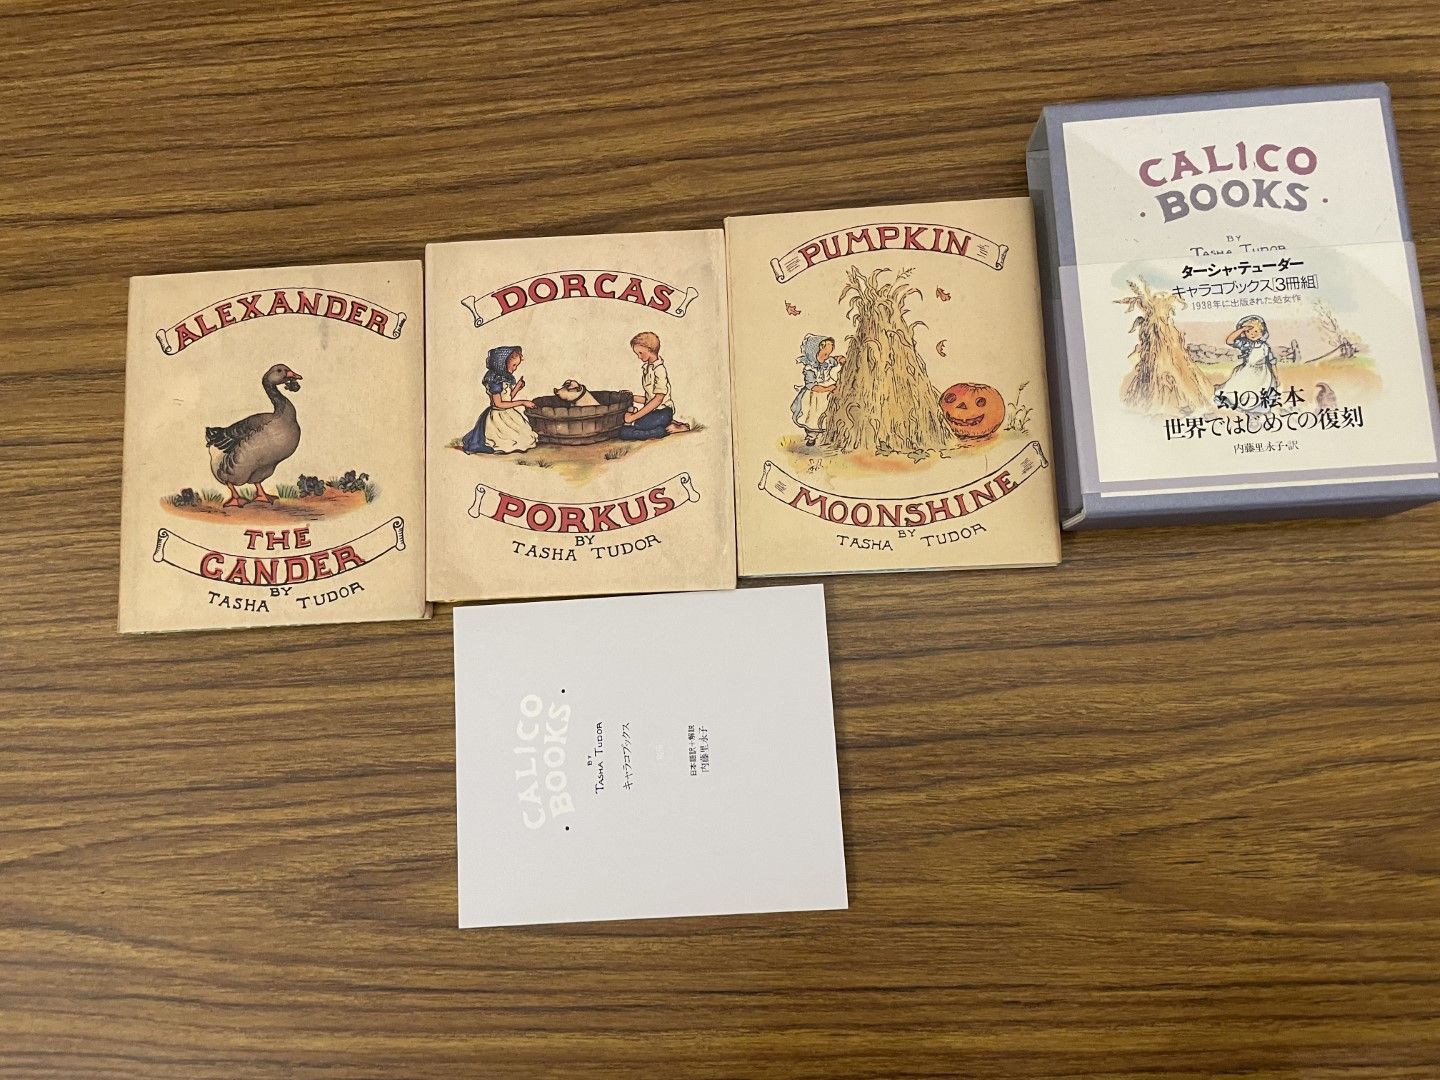 ALEXANDER
THE
GANDER
BY
TASHA TUDOR
DORCAS
PORKUS
BY
TASHA TUDOR
PUMPKIN
MOONSHINE
BY
TASHA TUDOR
CALICO
· BOOKS ·
BY
TASHA TUDOR
ターシャ・テューダー
キャラコブックス[3冊組]
1938年に出版された処女作
幻の絵本
世界ではじめての復刻
内藤里永子・訳
CALICO
· BOOKS ·
BY
TASHA TUDOR
キャラコブックス
日本語訳+解説
内藤里永子